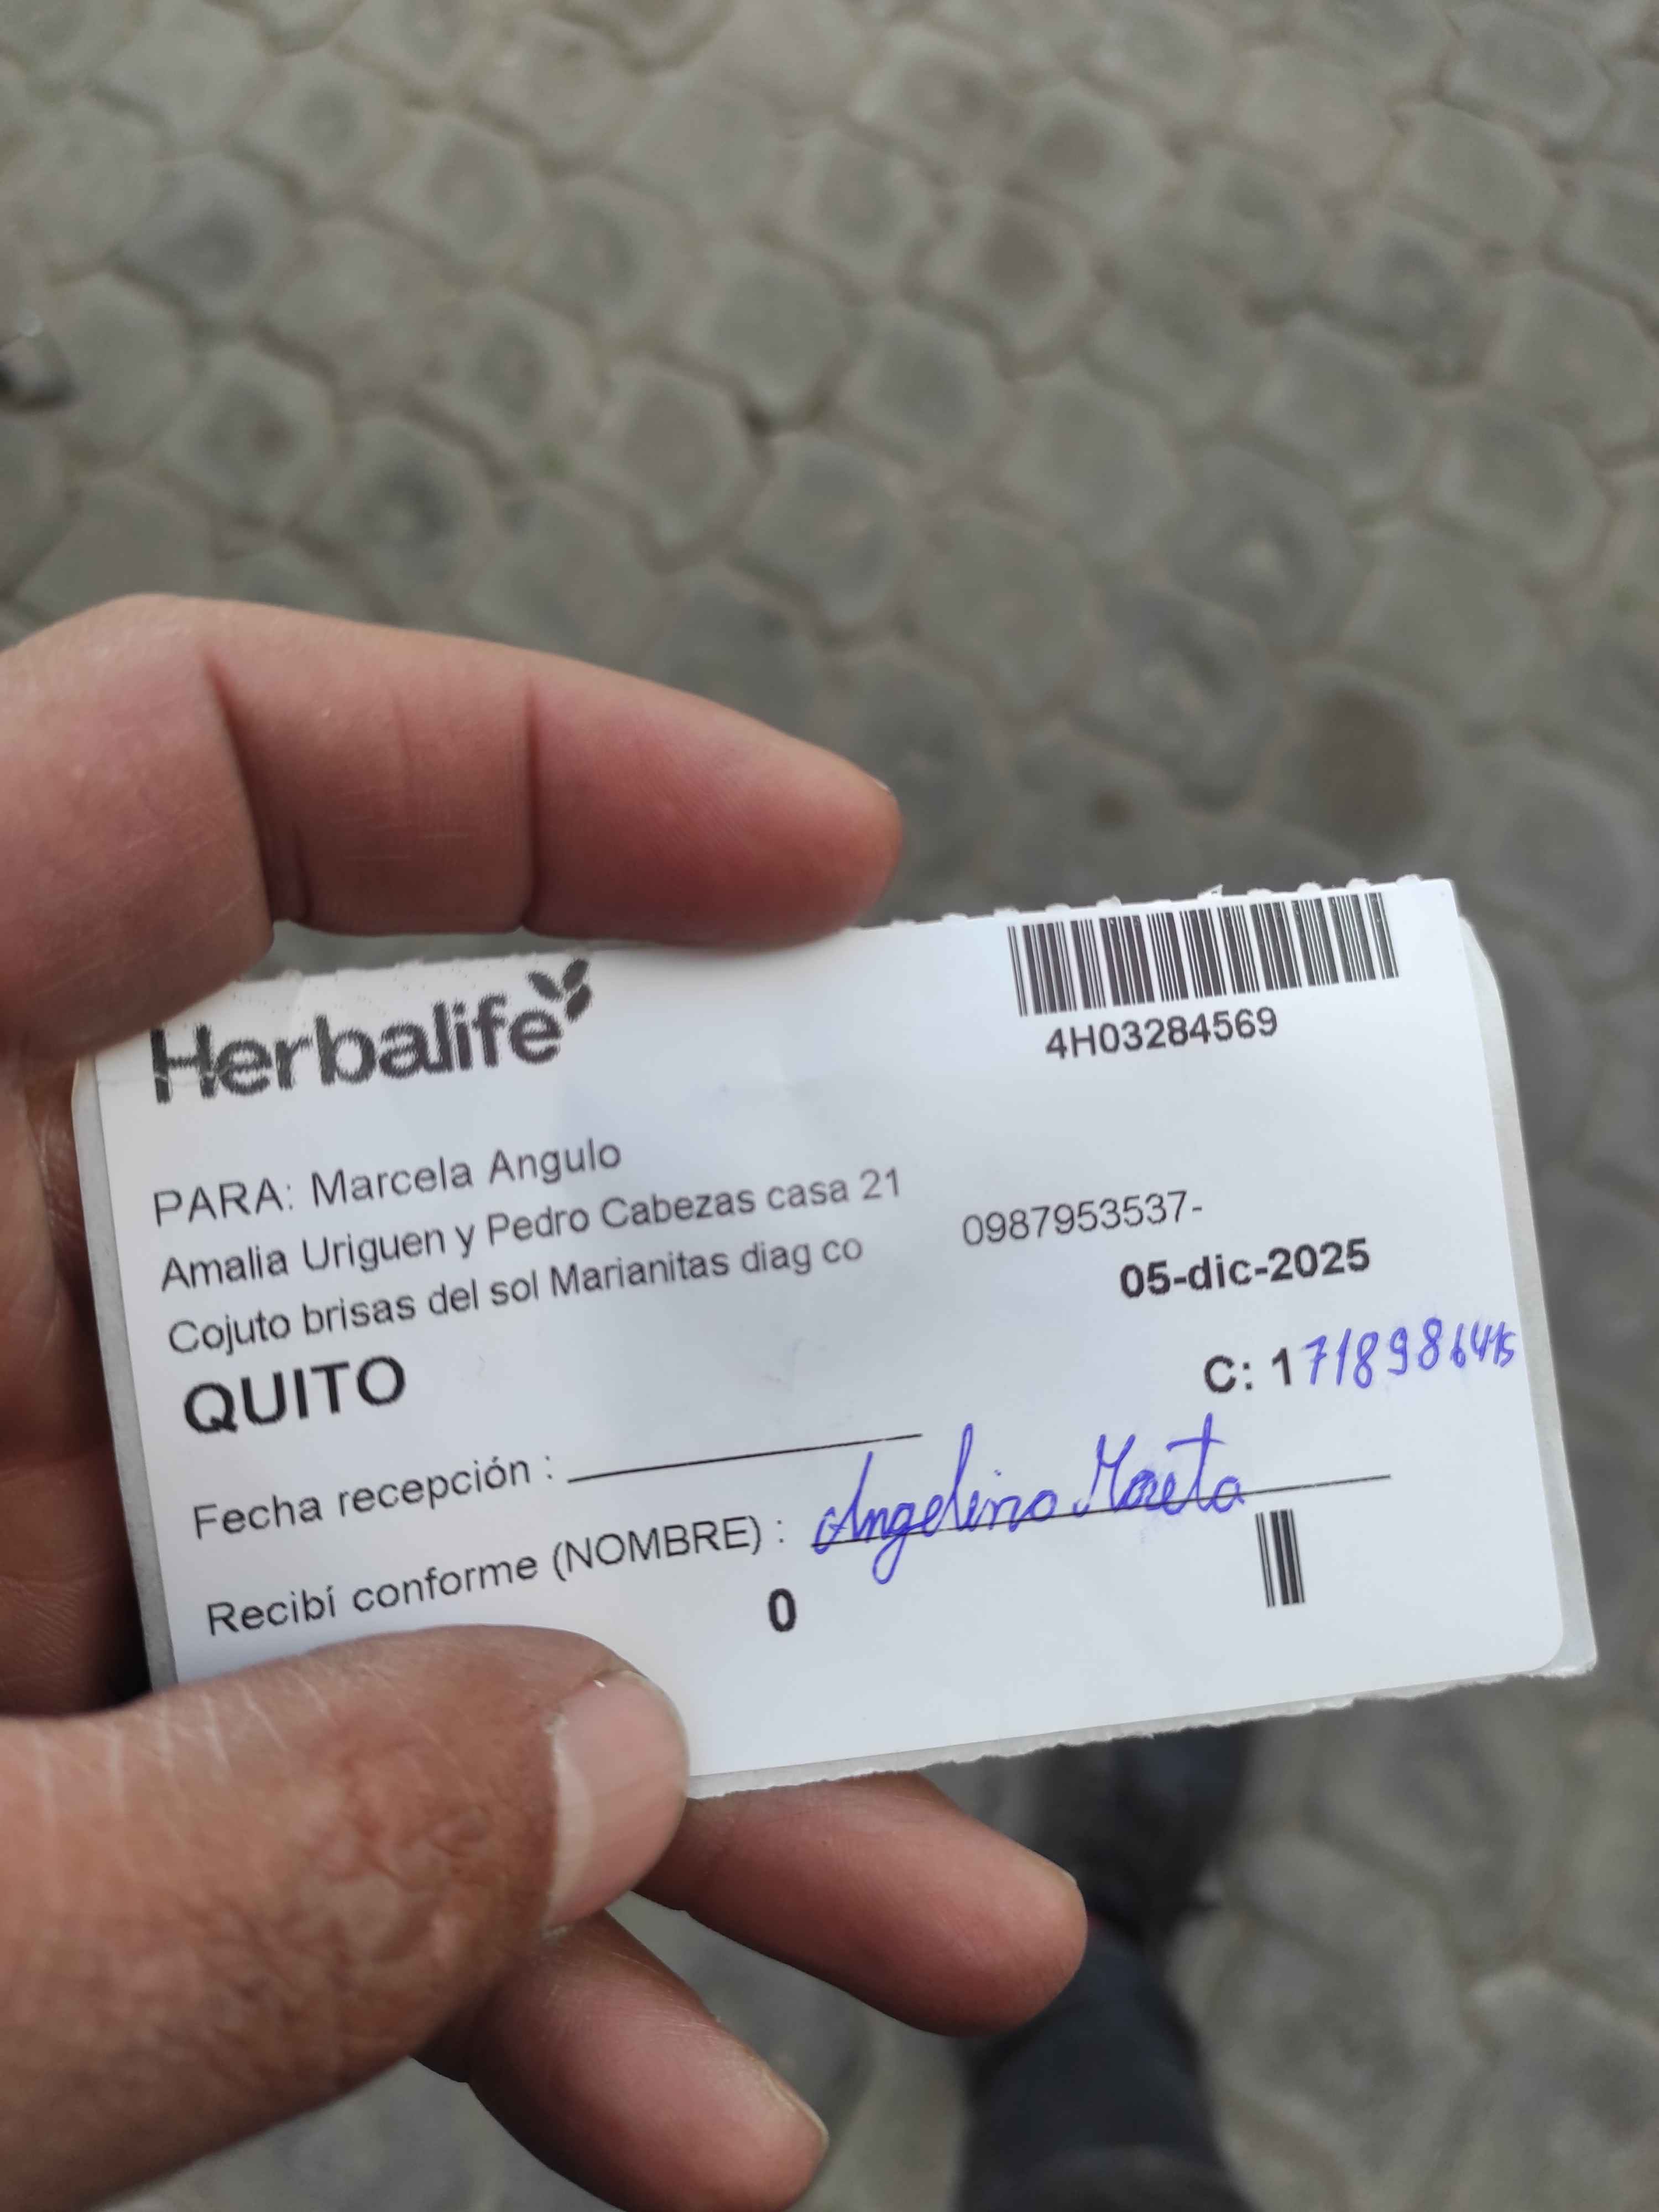 Herbalife
4H03284569
PARA: Marcela Angulo
Amalia Uriguen y Pedro Cabezas casa 21
0987953537-
Cojuto brisas del sol Marianitas diag co
05-dic-2025
QUITO
C: 1718986415
Fecha recepción :
Recibí conforme (NOMBRE) : Angelino Moreta
0